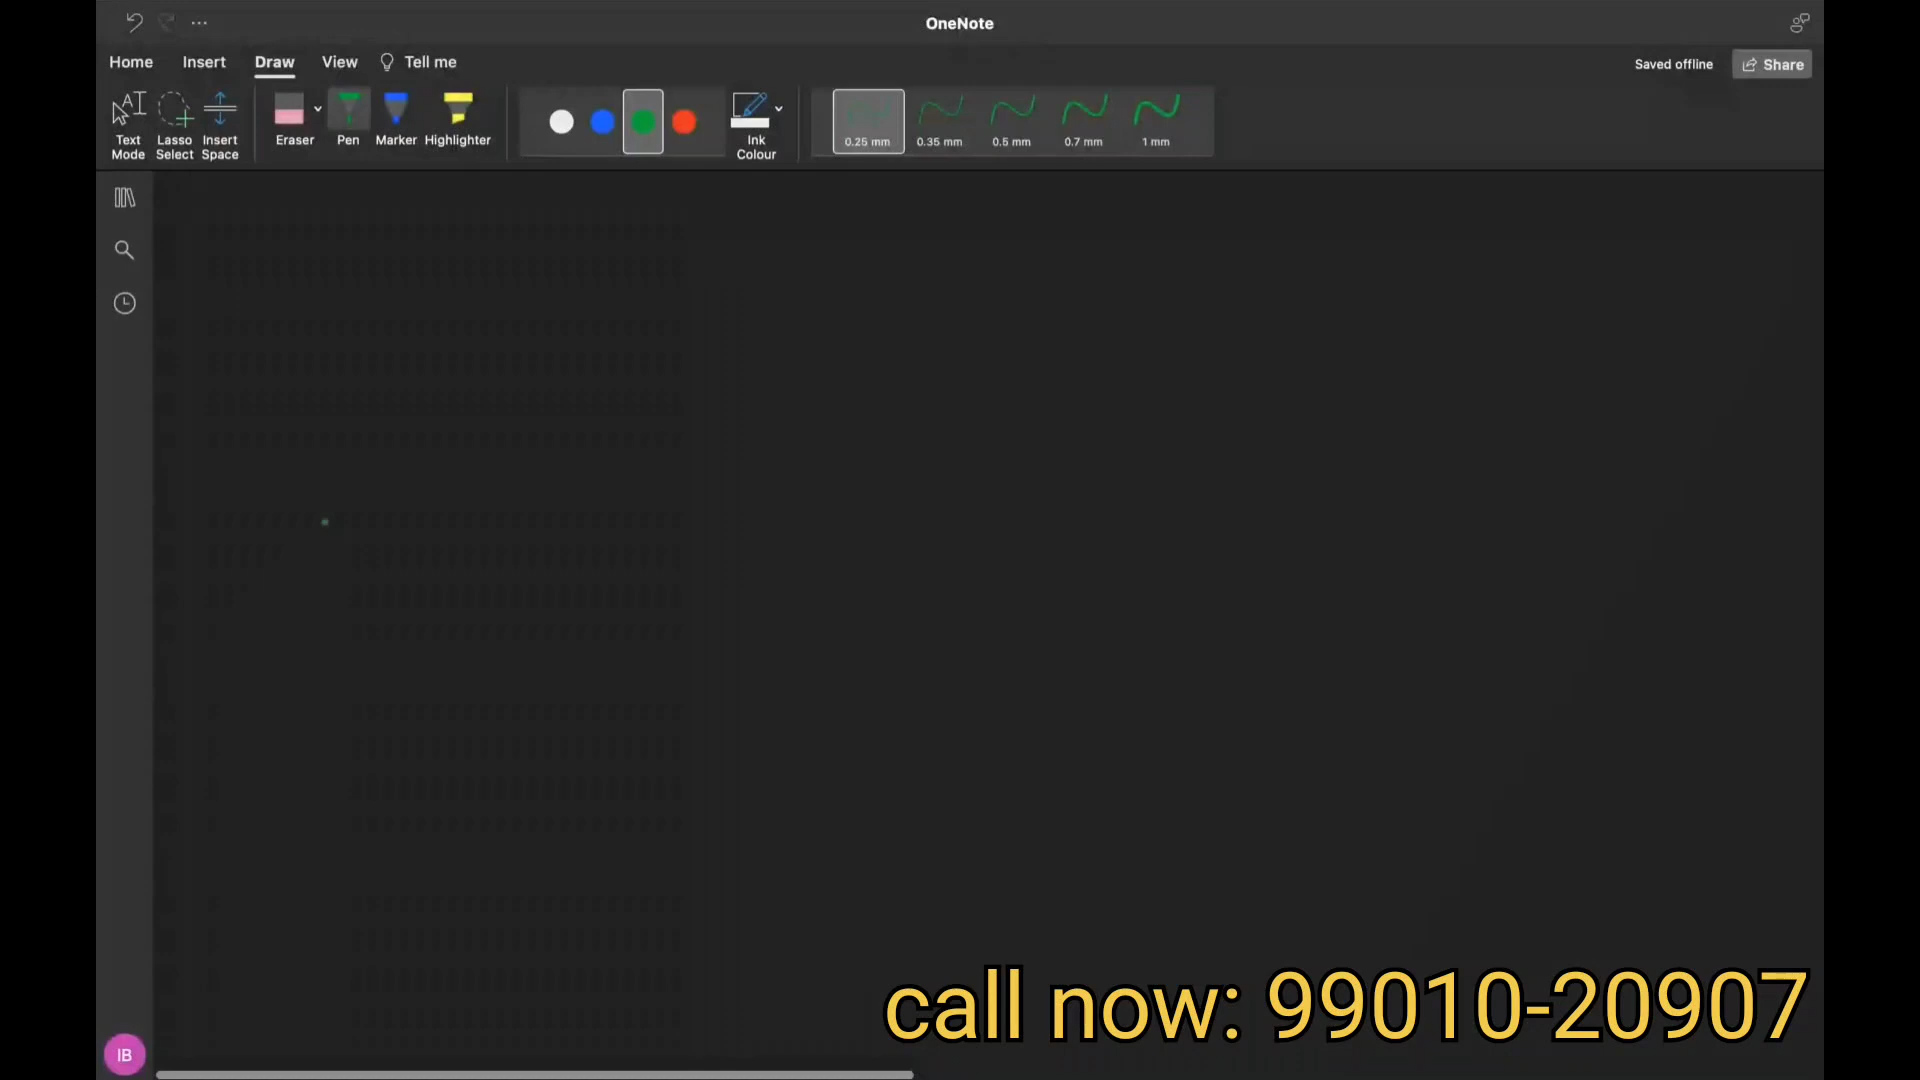 OneNote
Home Insert Draw View Tell me
Saved offline Share
Text Mode
Lasso Select
Insert Space
Eraser
Pen
Marker
Highlighter
Ink Colour
0.25 mm
0.35 mm
0.5 mm
0.7 mm
1 mm
IB
call now: 99010-20907